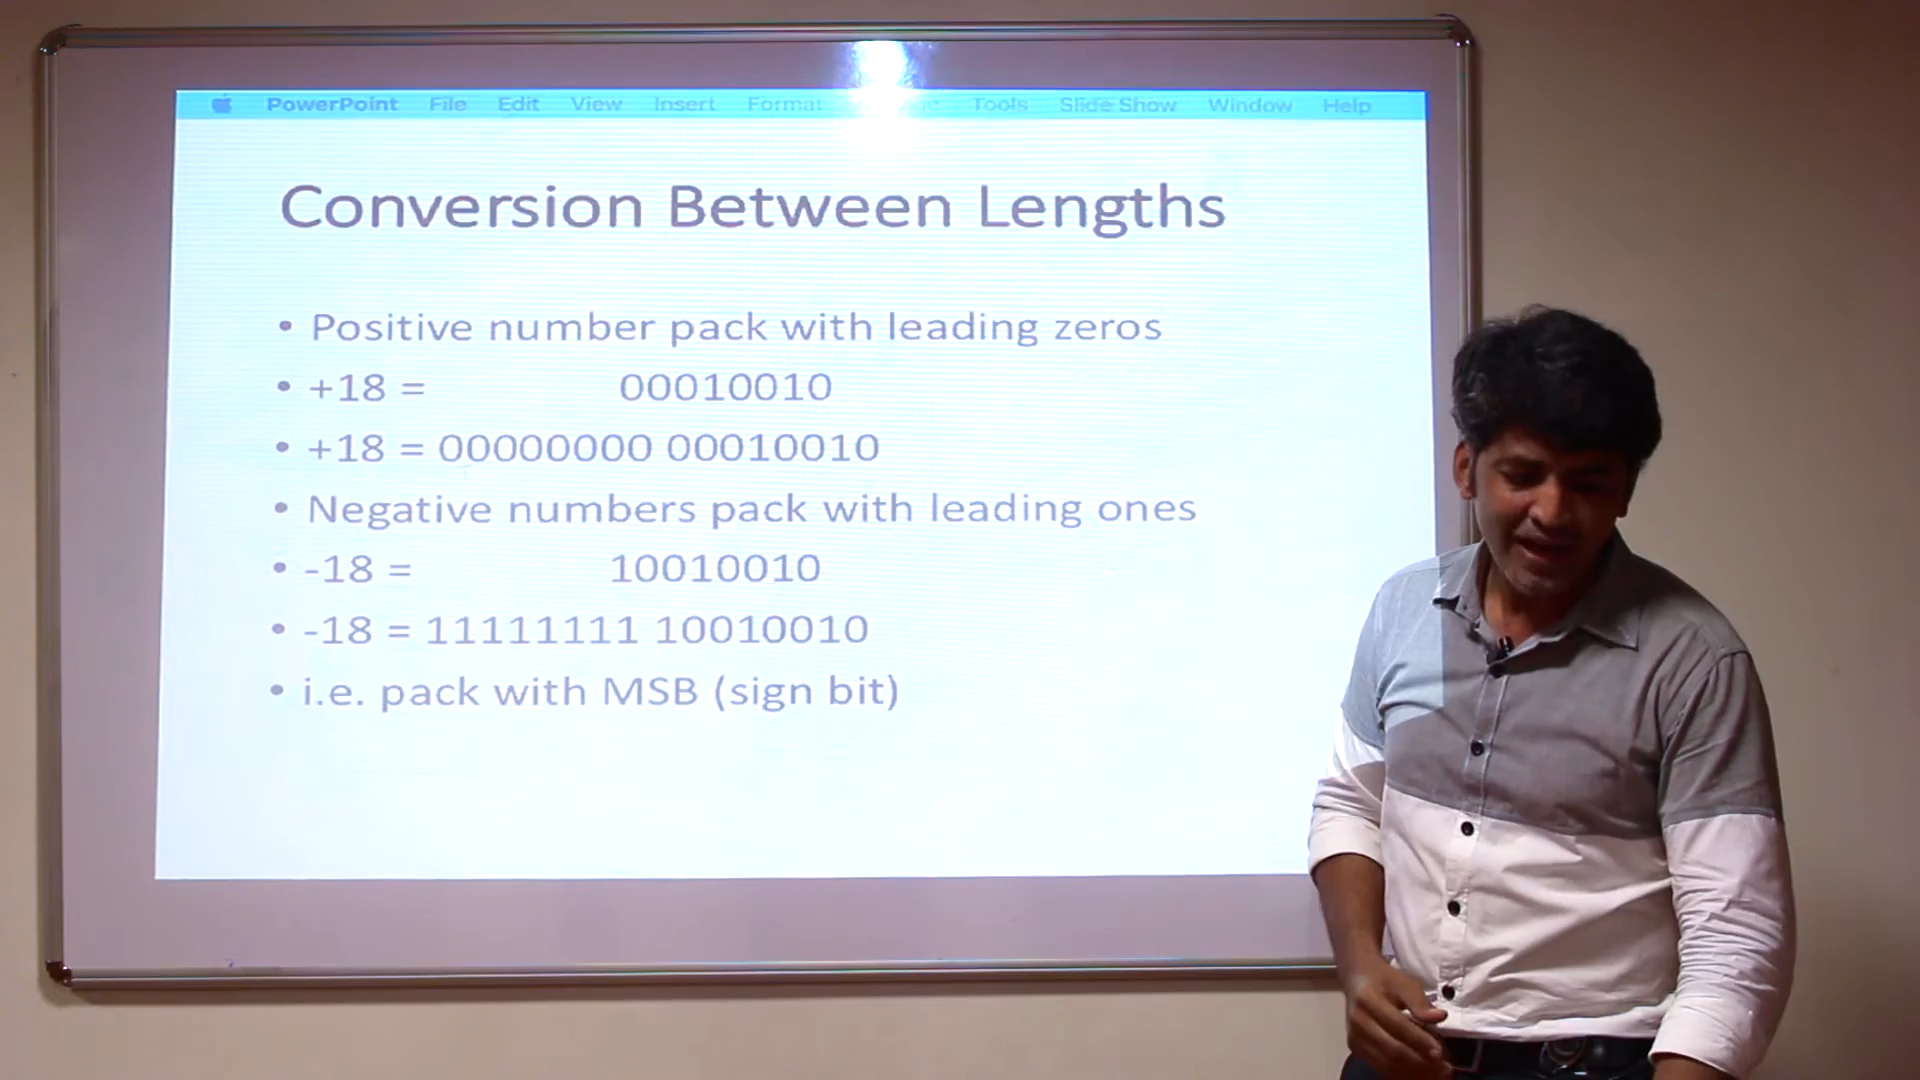 PowerPoint File Edit View Insert Format Tools Slide Show Window Help
Conversion Between Lengths
• Positive number pack with leading zeros
• +18 = 00010010
• +18 = 00000000 00010010
• Negative numbers pack with leading ones
• -18 = 10010010
• -18 = 11111111 10010010
• i.e. pack with MSB (sign bit)